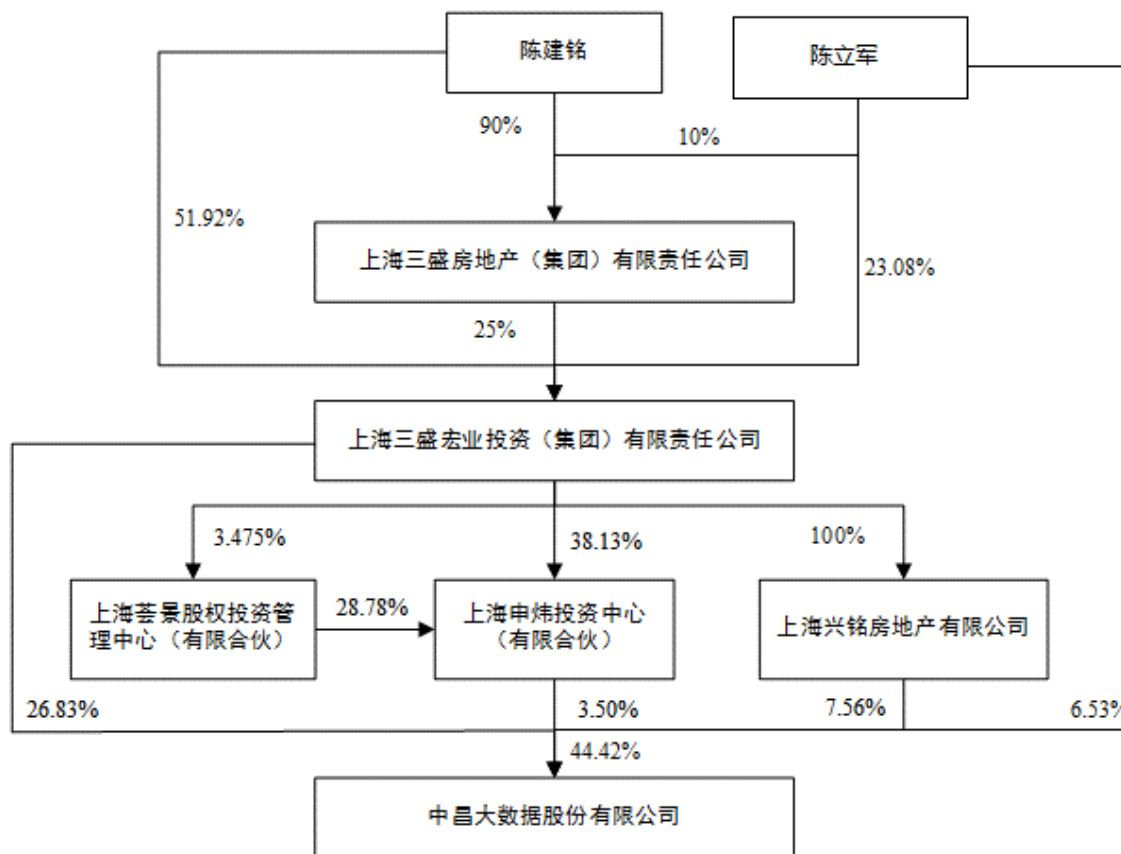 陈建铭
陈立军
90%
10%
51.92%
上海三盛房地产（集团）有限责任公司
23.08%
25%
上海三盛宏业投资（集团）有限责任公司
3.475%
38.13%
100%
上海荟景股权投资管
理中心（有限合伙）
28.78%
上海申炜投资中心
（有限合伙）
上海兴铭房地产有限公司
26.83%
3.50%
7.56%
6.53%
44.42%
中昌大数据股份有限公司